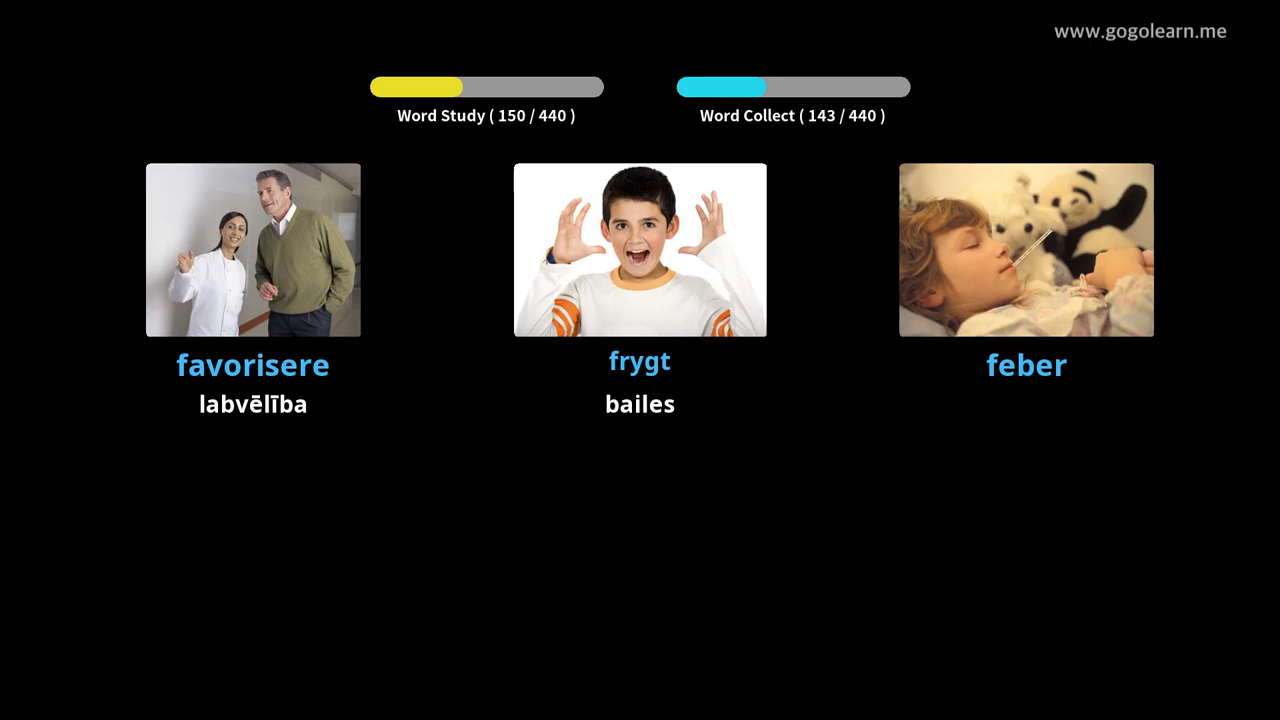 www.gogolearn.me
Word Study ( 150 / 440 )
Word Collect ( 143 / 440 )
favorisere
frygt
feber
labvēlība
bailes